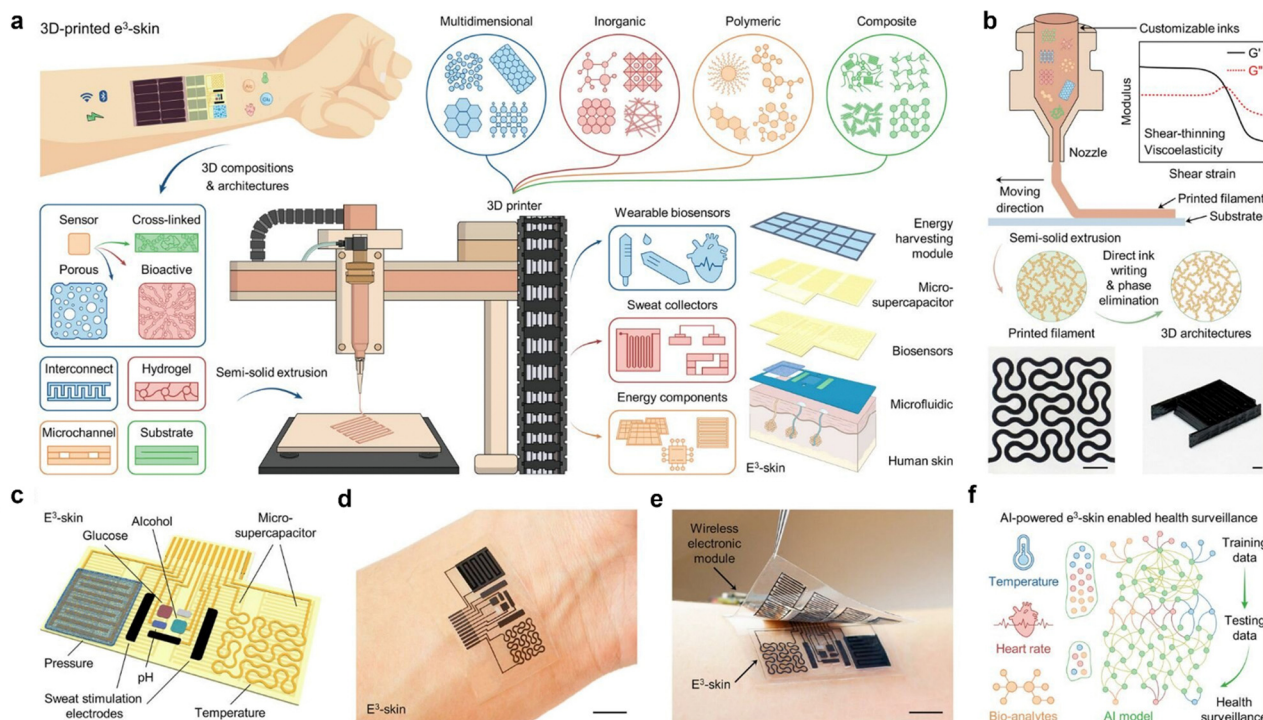 a
3D-printed e³-skin
Multidimensional
Inorganic
Polymeric
Composite
3D compositions
& architectures
3D printer
Sensor
Cross-linked
Porous
Bioactive
Interconnect
Hydrogel
Microchannel
Substrate
Semi-solid extrusion
Wearable biosensors
Sweat collectors
Energy components
Energy
harvesting
module
Micro-
supercapacitor
Biosensors
Microfluidic
Human skin
E³-skin
b
Customizable inks
G'
G"
Modulus
Shear-thinning
Viscoelasticity
Shear strain
Nozzle
Moving
direction
Printed filament
Substrate
Semi-solid extrusion
Direct ink
writing
& phase
elimination
Printed filament
3D architectures
c
E³-skin
Alcohol
Glucose
Micro-
supercapacitor
Pressure
pH
Sweat stimulation
electrodes
Temperature
d
E³-skin
e
Wireless
electronic
module
E³-skin
f
AI-powered e³-skin enabled health surveillance
Temperature
Heart rate
Bio-analytes
AI model
Training
data
Testing
data
Health
surveillance